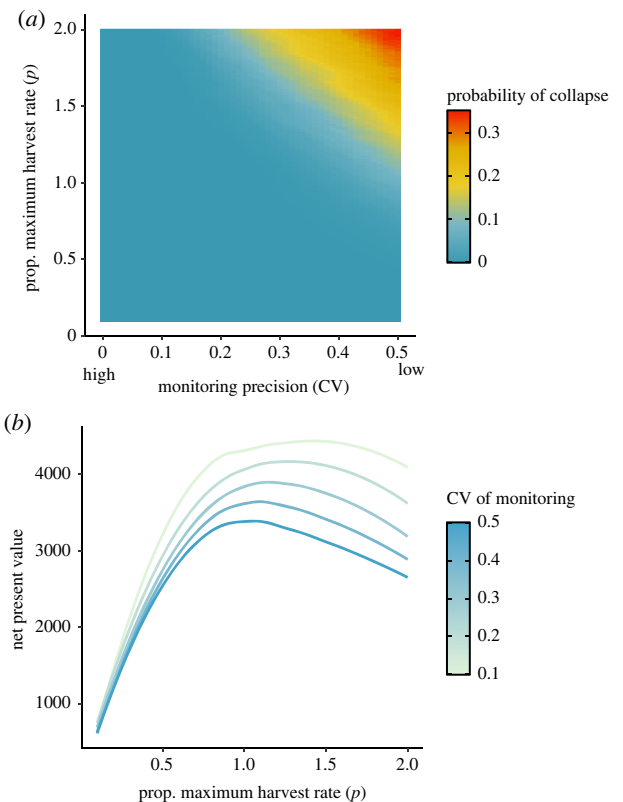 (a)
2.0
1.5
1.0
0.5
0
prop. maximum harvest rate (p)
0 0.1 0.2 0.3 0.4 0.5
high low
monitoring precision (CV)
probability of collapse
0.3
0.2
0.1
0
(b)
4000
3000
2000
1000
net present value
0.5 1.0 1.5 2.0
prop. maximum harvest rate (p)
CV of monitoring
0.5
0.4
0.3
0.2
0.1